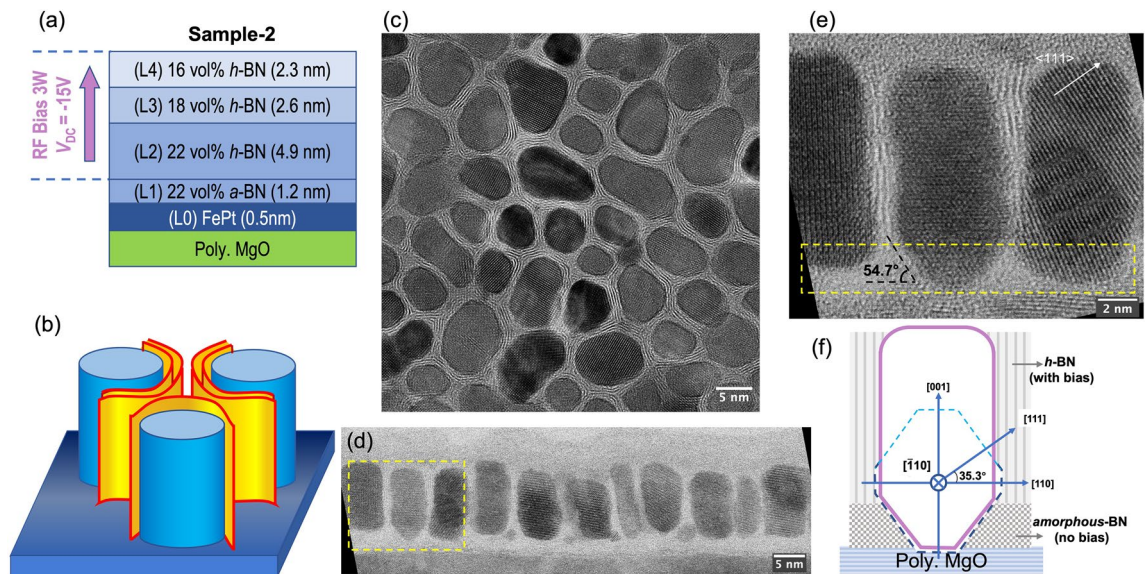 (a)
Sample-2
RF Bias 3W
V_DC = -15V
(L4) 16 vol% h-BN (2.3 nm)
(L3) 18 vol% h-BN (2.6 nm)
(L2) 22 vol% h-BN (4.9 nm)
(L1) 22 vol% a-BN (1.2 nm)
(L0) FePt (0.5nm)
Poly. MgO
(b)
(c)
5 nm
(d)
5 nm
(e)
<111>
54.7°
2 nm
(f)
h-BN
(with bias)
[001]
[111]
[1̄10]
35.3°
[110]
amorphous-BN
(no bias)
Poly. MgO